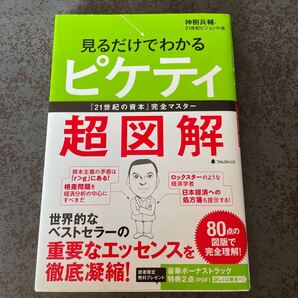 神樹兵輔+
21世紀ビジョンの会
見るだけでわかる
ピケティ
『21世紀の資本』完全マスター
超図解
フォレスト出版
資本主義の矛盾は
「r>g」にある!
格差問題を
経済分析の中心に
すべきだ
ロックスターのような
経済学者
日本経済への
処方箋も提示する!
世界的な
ベストセラーの
重要なエッセンスを
徹底凝縮!
80点
の図版で
完全理解!
読者限定
無料プレゼント
豪華ボーナストラック
特典2点(PDF)